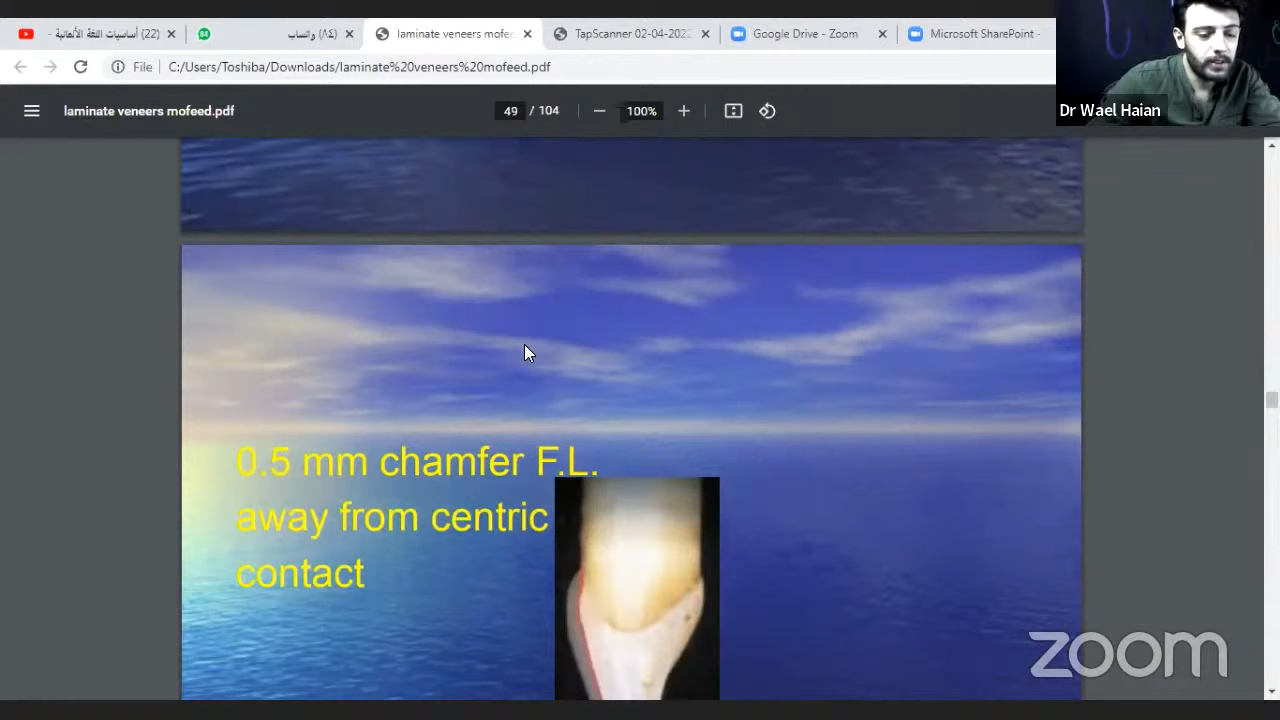 (22) أساسيات اللغة الألمانية -
84
(٨٤) واتساب
laminate veneers mofe
TapScanner 02-04-202
Google Drive - Zoom
Microsoft SharePoint -
File
C:/Users/Toshiba/Downloads/laminate%20veneers%20mofeed.pdf
Dr Wael Haian
laminate veneers mofeed.pdf
49 / 104
100%
0.5 mm chamfer F.L.
away from centric
contact
zoom